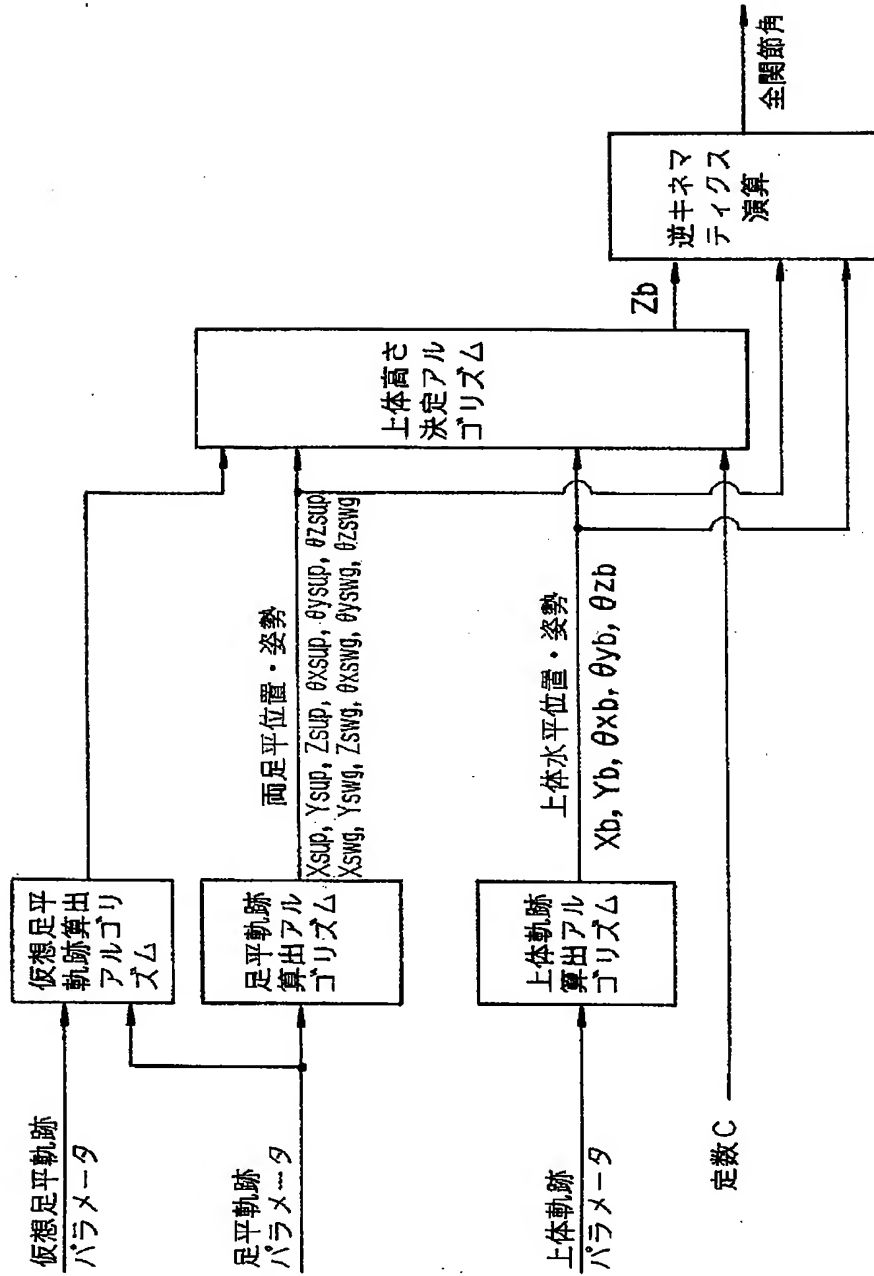 仮想足平軌跡
パラメータ
足平軌跡
パラメータ
上体軌跡
パラメータ
定数C
仮想足平
軌跡算出
アルゴリ
ズム
足平軌跡
算出アル
ゴリズム
上体軌跡
算出アル
ゴリズム
両足平位置・姿勢
Xsup, Ysup, Zsup, θxsup, θysup, θzsup
Xswg, Yswg, Zswg, θxswg, θyswg, θzswg
上体水平位置・姿勢
Xb, Yb, θxb, θyb, θzb
上体高さ
決定アル
ゴリズム
Zb
逆キネマ
ティクス
演算
全関節角